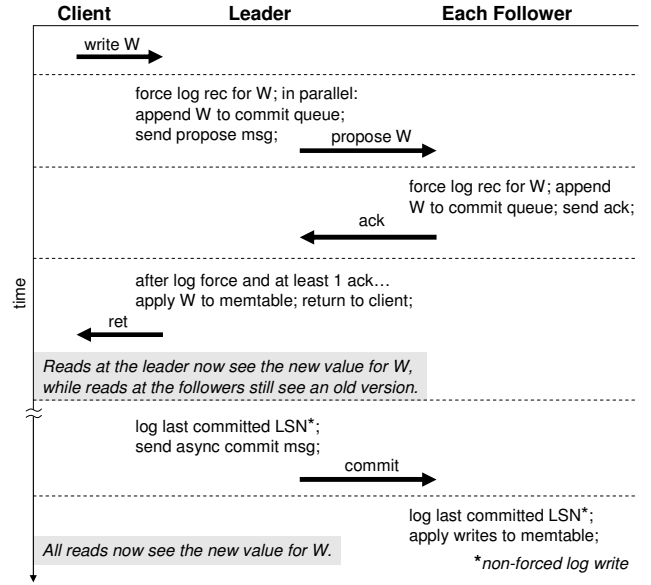 Client
Leader
Each Follower
write W
force log rec for W; in parallel:
append W to commit queue;
send propose msg;
propose W
force log rec for W; append
W to commit queue; send ack;
ack
time
after log force and at least 1 ack…
apply W to memtable; return to client;
ret
Reads at the leader now see the new value for W,
while reads at the followers still see an old version.
log last committed LSN*;
send async commit msg;
commit
log last committed LSN*;
apply writes to memtable;
All reads now see the new value for W.
*non-forced log write